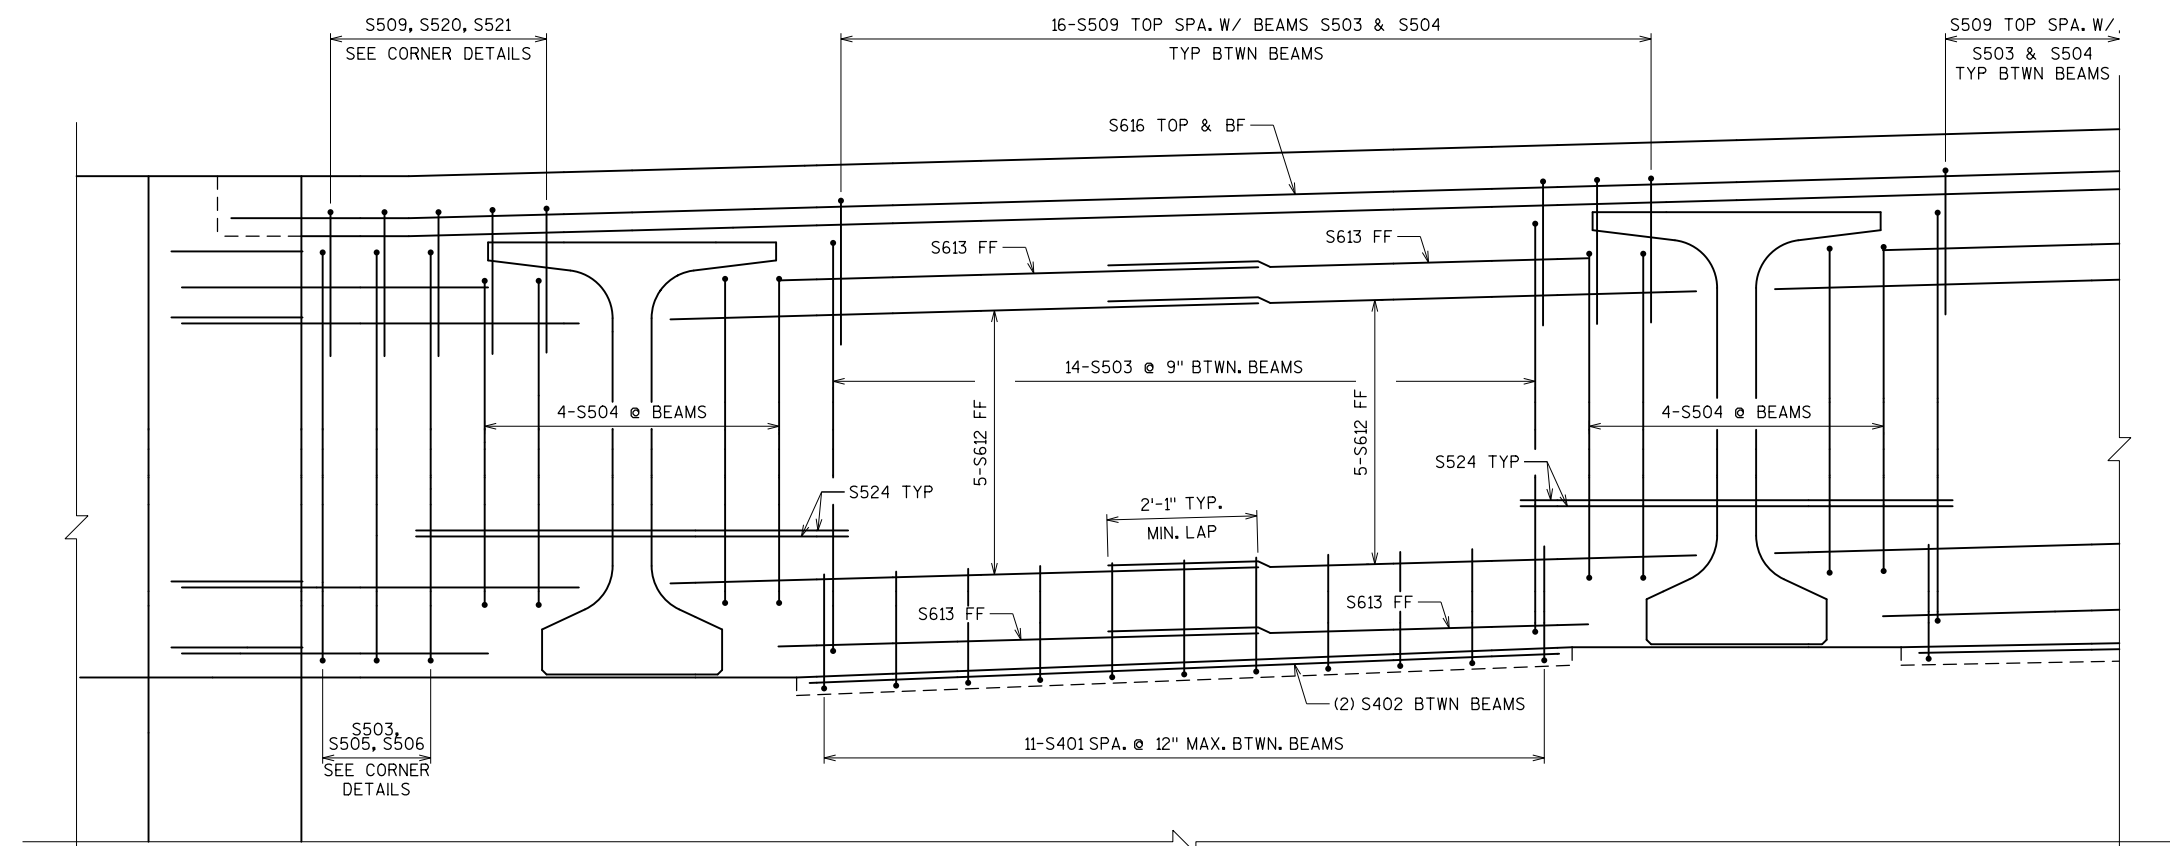 S509, S520, S521
SEE CORNER DETAILS
16-S509 TOP SPA. W/ BEAMS S503 & S504
TYP BTWN BEAMS
S509 TOP SPA. W/
S503 & S504
TYP BTWN BEAMS
S616 TOP & BF
S613 FF
S613 FF
14-S503 @ 9" BTWN. BEAMS
4-S504 @ BEAMS
5-S612 FF
5-S612 FF
4-S504 @ BEAMS
S524 TYP
S524 TYP
2'-1" TYP.
MIN. LAP
S613 FF
S613 FF
(2) S402 BTWN BEAMS
S503,
S505, S506
SEE CORNER
DETAILS
11-S401 SPA. @ 12" MAX. BTWN. BEAMS